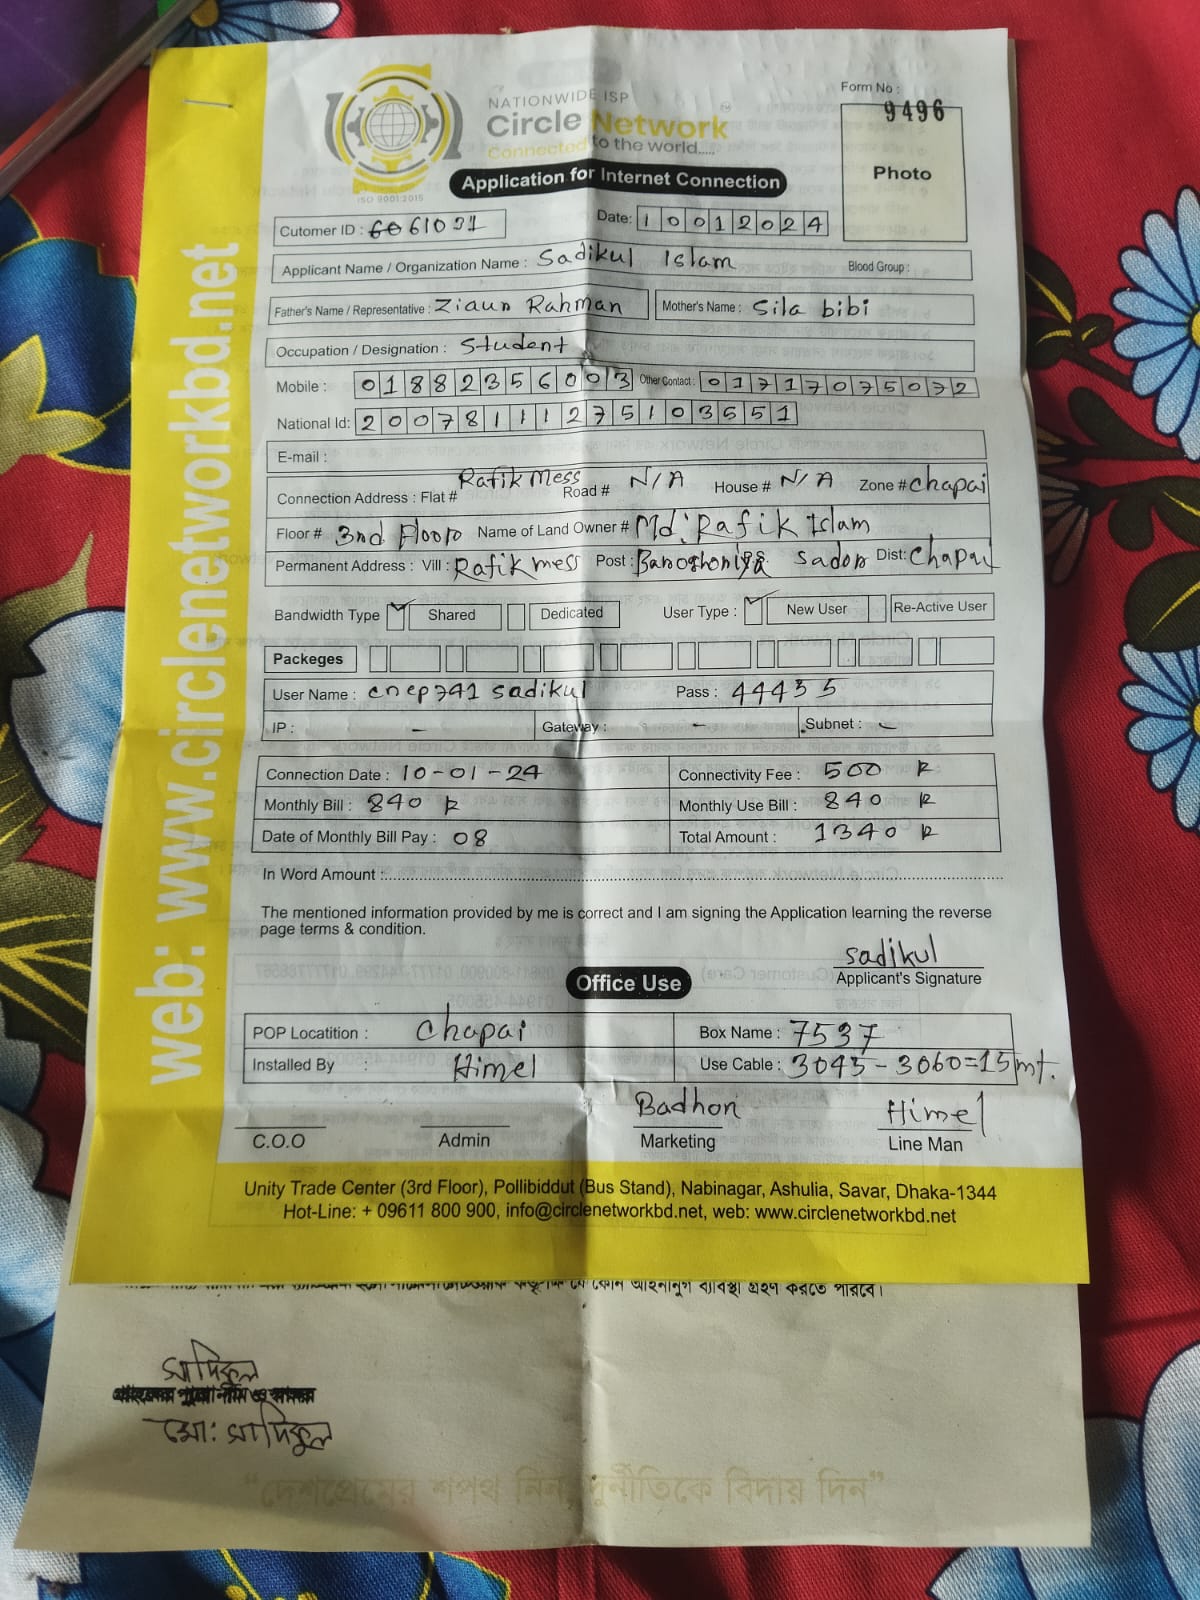 NATIONWIDE ISP
Circle Network
Connected to the world.....
ISO 9001:2015
Form No :
9496
Photo
Application for Internet Connection
Cutomer ID : 6061031
Date: 10012024
Applicant Name / Organization Name : Sadikul Islam Blood Group :
Father's Name / Representative : Ziaur Rahman Mother's Name : Sila bibi
Occupation / Designation : Student
Mobile : 01882356003 Other Contact : 01717075072
National Id: 20078111275103551
E-mail :
Connection Address : Flat # Rafik Mess Road # N/A House # N/A Zone # chapai
Floor # 3nd Floor Name of Land Owner # Md. Rafik Islam
Permanent Address : Vill : Rafik mess Post : sador Dist: chapai
Bandwidth Type Shared Dedicated User Type : New User Re-Active User
Packeges
User Name : cncp741 sadikul Pass : 44435
IP : - Gateway : - Subnet : -
Connection Date : 10-01-24 Connectivity Fee : 500
Monthly Bill : 840 Monthly Use Bill : 840
Date of Monthly Bill Pay : 08 Total Amount : 1340
In Word Amount :
The mentioned information provided by me is correct and I am signing the Application learning the reverse
page terms & condition.
sadikul
Applicant's Signature
Office Use
POP Locatition : chapai Box Name : 7537
Installed By : Himel Use Cable : 3045 - 3060=15mt.
Badhon Himel
C.O.O Admin Marketing Line Man
Unity Trade Center (3rd Floor), Pollibiddut (Bus Stand), Nabinagar, Ashulia, Savar, Dhaka-1344
Hot-Line: + 09611 800 900, info@circlenetworkbd.net, web: www.circlenetworkbd.net
web: www.circlenetworkbd.net
যে কোন আইনানুগ ব্যবস্থা গ্রহণ করতে পারবে।
সাদিকুল
মো: সাদিকুল
“দেশপ্রেমের শপথ নিন, দুর্নীতিকে বিদায় দিন”